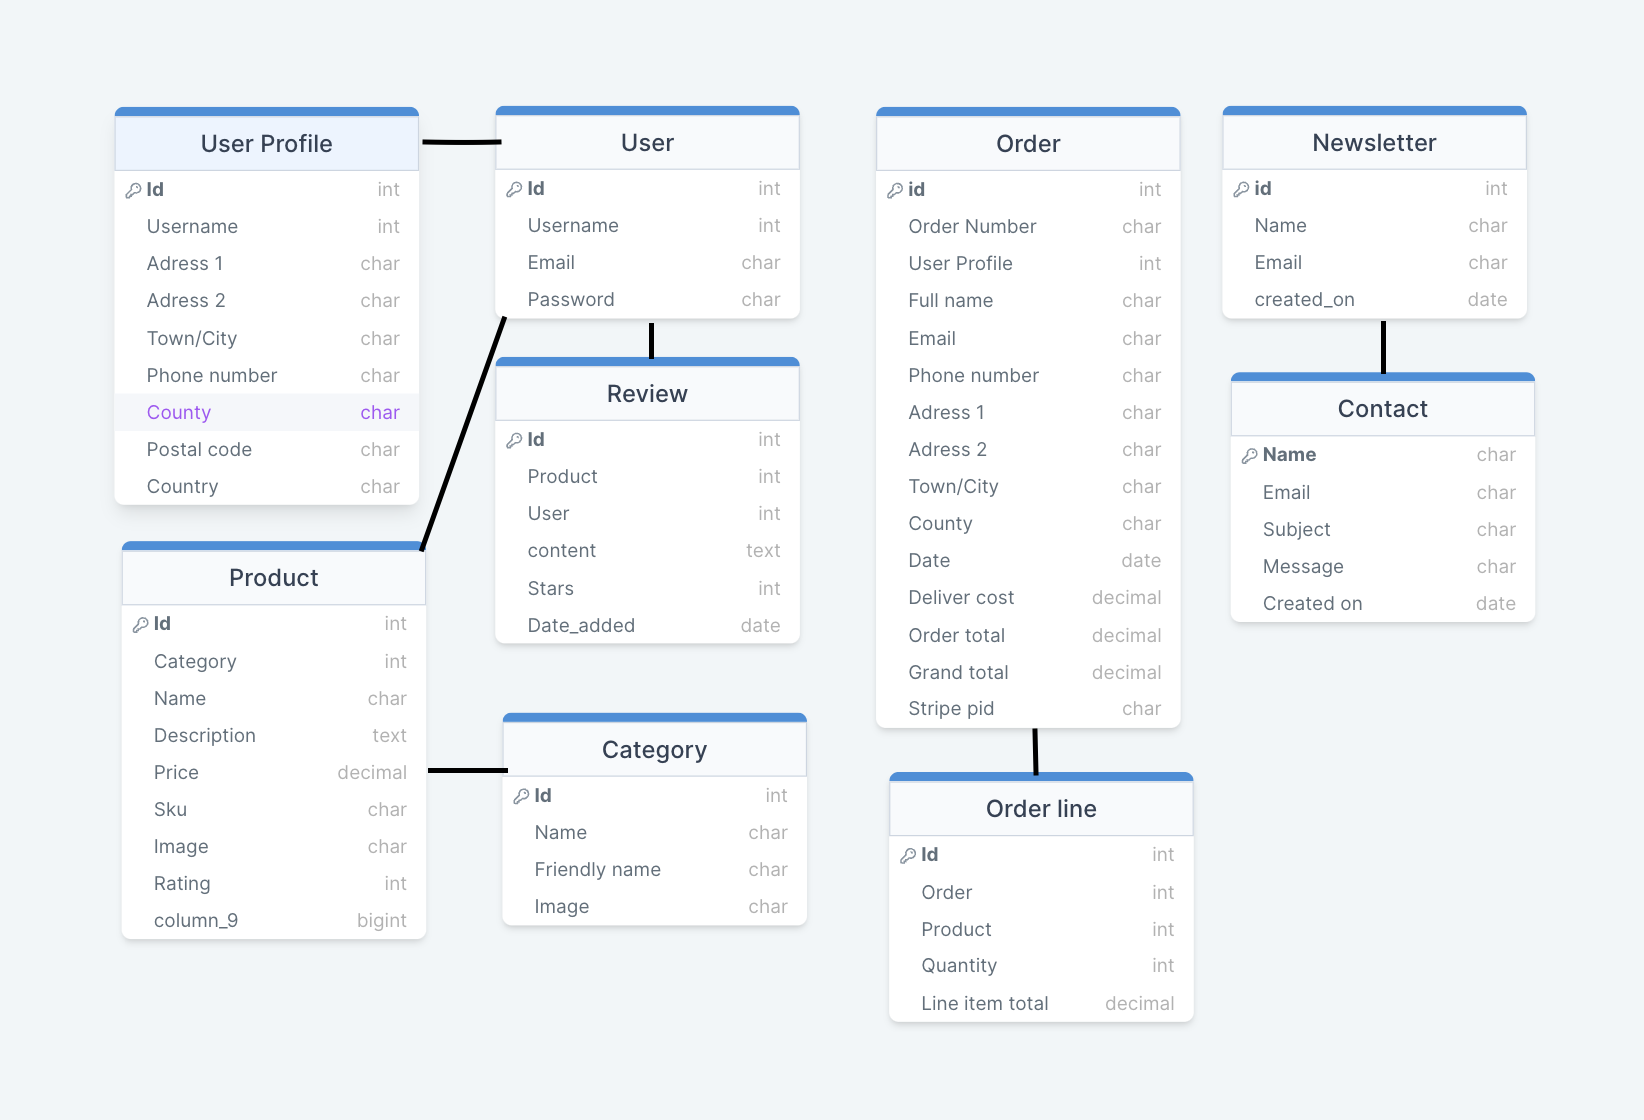 User Profile
Id int
Username int
Adress 1 char
Adress 2 char
Town/City char
Phone number char
County char
Postal code char
Country char
User
Id int
Username int
Email char
Password char
Order
id int
Order Number char
User Profile int
Full name char
Email char
Phone number char
Adress 1 char
Adress 2 char
Town/City char
County char
Date date
Deliver cost decimal
Order total decimal
Grand total decimal
Stripe pid char
Newsletter
id int
Name char
Email char
created_on date
Review
Id int
Product int
User int
content text
Stars int
Date_added date
Contact
Name char
Email char
Subject char
Message char
Created on date
Product
Id int
Category int
Name char
Description text
Price decimal
Sku char
Image char
Rating int
column_9 bigint
Category
Id int
Name char
Friendly name char
Image char
Order line
Id int
Order int
Product int
Quantity int
Line item total decimal